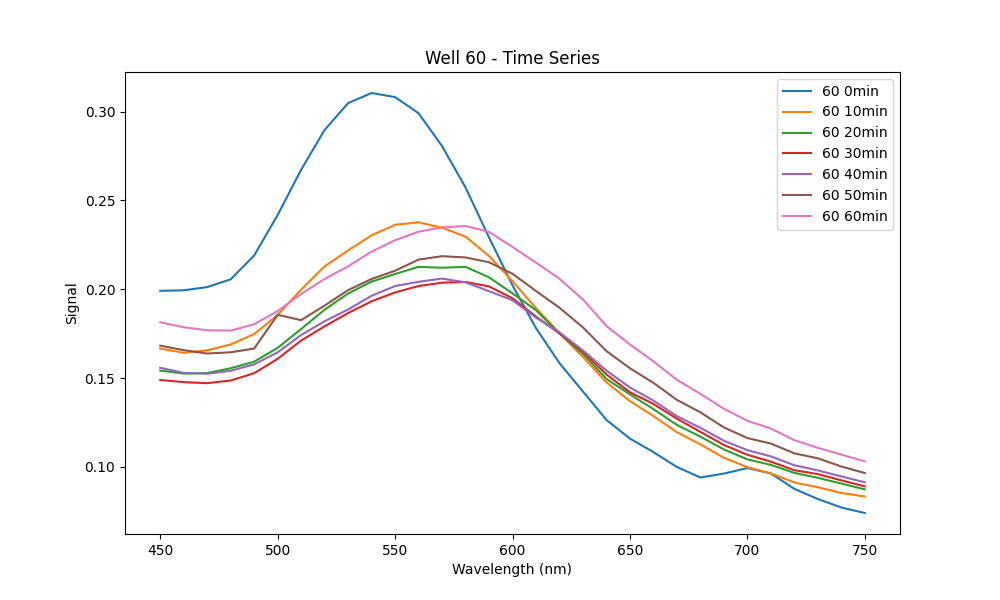 Well 60 - Time Series
Signal
0.30
0.25
0.20
0.15
0.10
60 0min
60 10min
60 20min
60 30min
60 40min
60 50min
60 60min
450 500 550 600 650 700 750
Wavelength (nm)